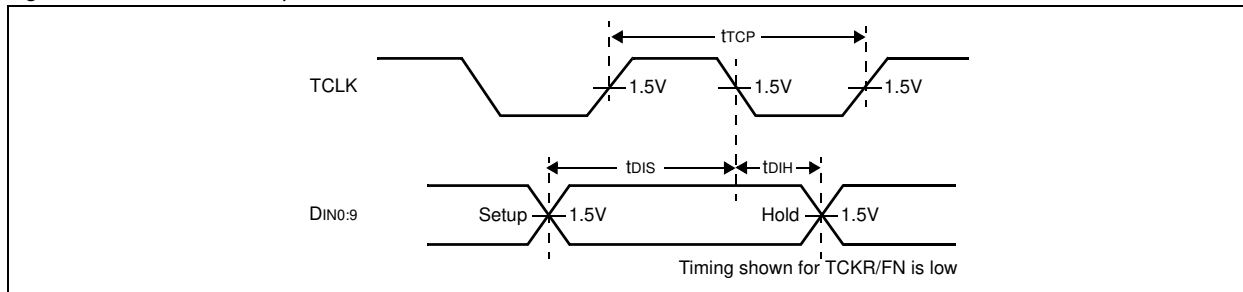 tTCP
TCLK
1.5V
1.5V
1.5V
tDIS
tDIH
DIN0:9
Setup
1.5V
Hold
1.5V
Timing shown for TCKR/FN is low